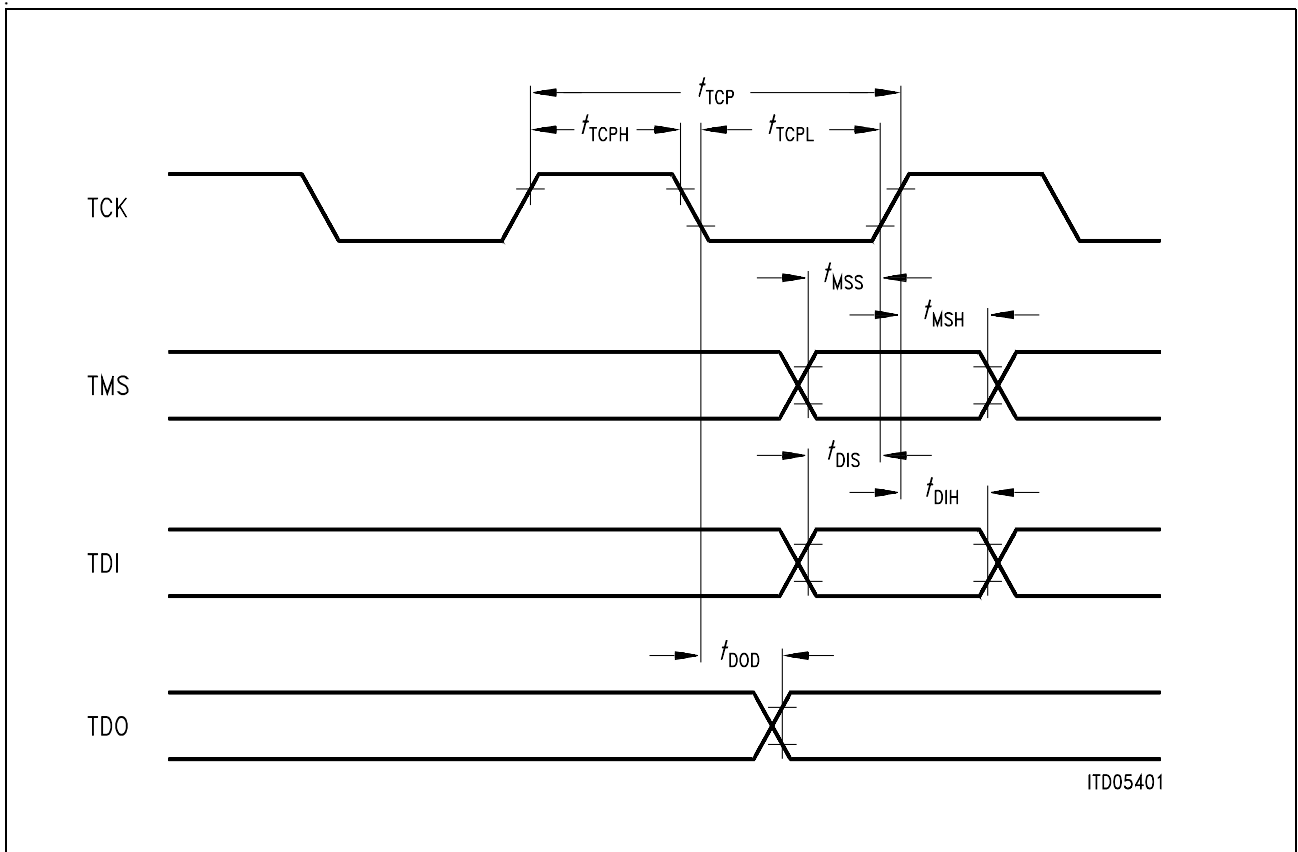 tTCP
tTCPH
tTCPL
TCK
tMSS
tMSH
TMS
tDIS
tDIH
TDI
tDOD
TDO
ITD05401